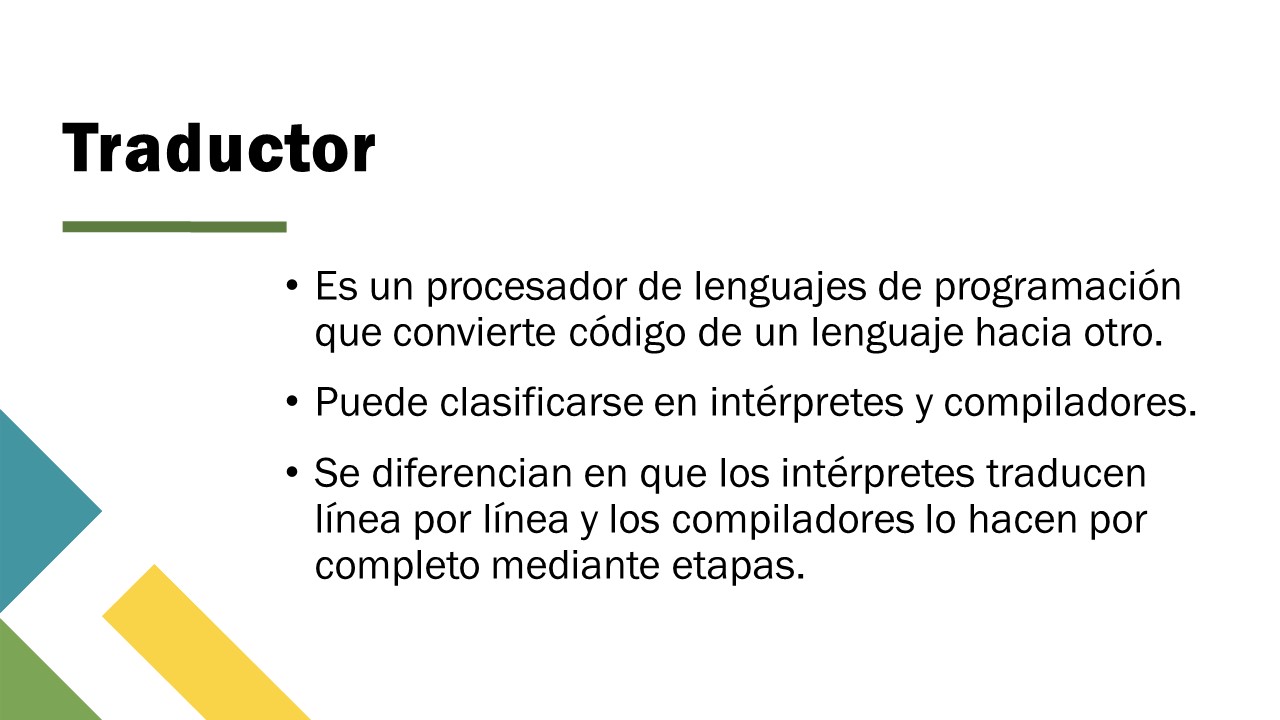 Traductor
• Es un procesador de lenguajes de programación
que convierte código de un lenguaje hacia otro.
• Puede clasificarse en intérpretes y compiladores.
• Se diferencian en que los intérpretes traducen
línea por línea y los compiladores lo hacen por
completo mediante etapas.